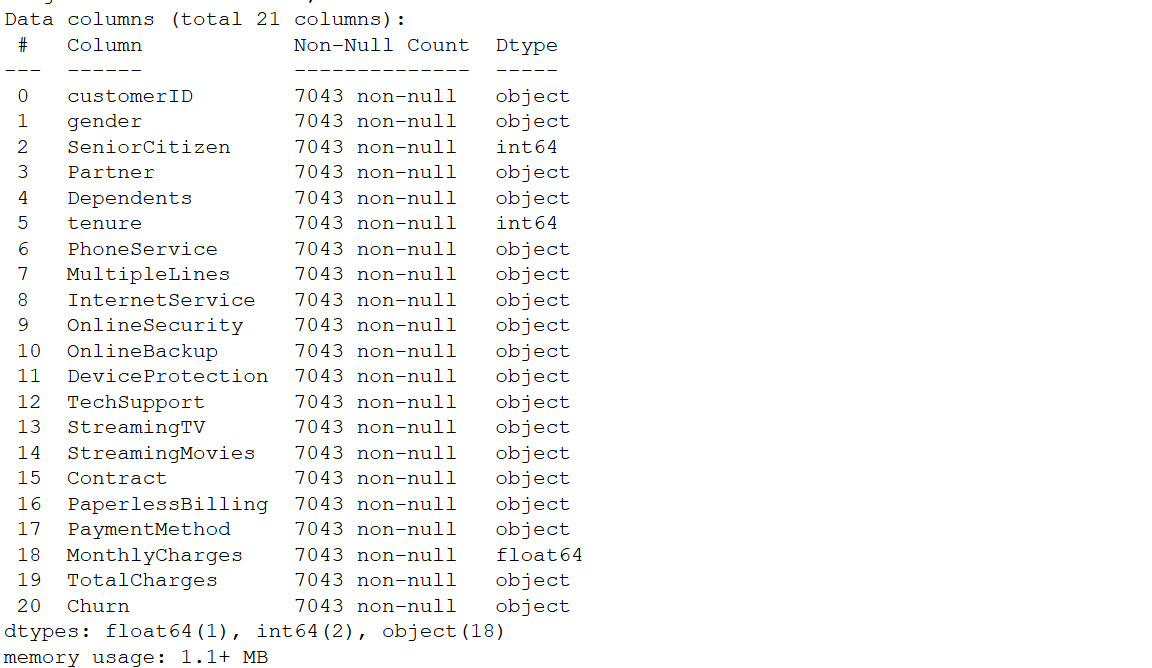 Data columns (total 21 columns):
 #   Column            Non-Null Count  Dtype
---  ------            --------------  -----
 0   customerID        7043 non-null   object
 1   gender            7043 non-null   object
 2   SeniorCitizen     7043 non-null   int64
 3   Partner           7043 non-null   object
 4   Dependents        7043 non-null   object
 5   tenure            7043 non-null   int64
 6   PhoneService      7043 non-null   object
 7   MultipleLines     7043 non-null   object
 8   InternetService   7043 non-null   object
 9   OnlineSecurity    7043 non-null   object
 10  OnlineBackup      7043 non-null   object
 11  DeviceProtection  7043 non-null   object
 12  TechSupport       7043 non-null   object
 13  StreamingTV       7043 non-null   object
 14  StreamingMovies   7043 non-null   object
 15  Contract          7043 non-null   object
 16  PaperlessBilling  7043 non-null   object
 17  PaymentMethod     7043 non-null   object
 18  MonthlyCharges    7043 non-null   float64
 19  TotalCharges      7043 non-null   object
 20  Churn             7043 non-null   object
dtypes: float64(1), int64(2), object(18)
memory usage: 1.1+ MB